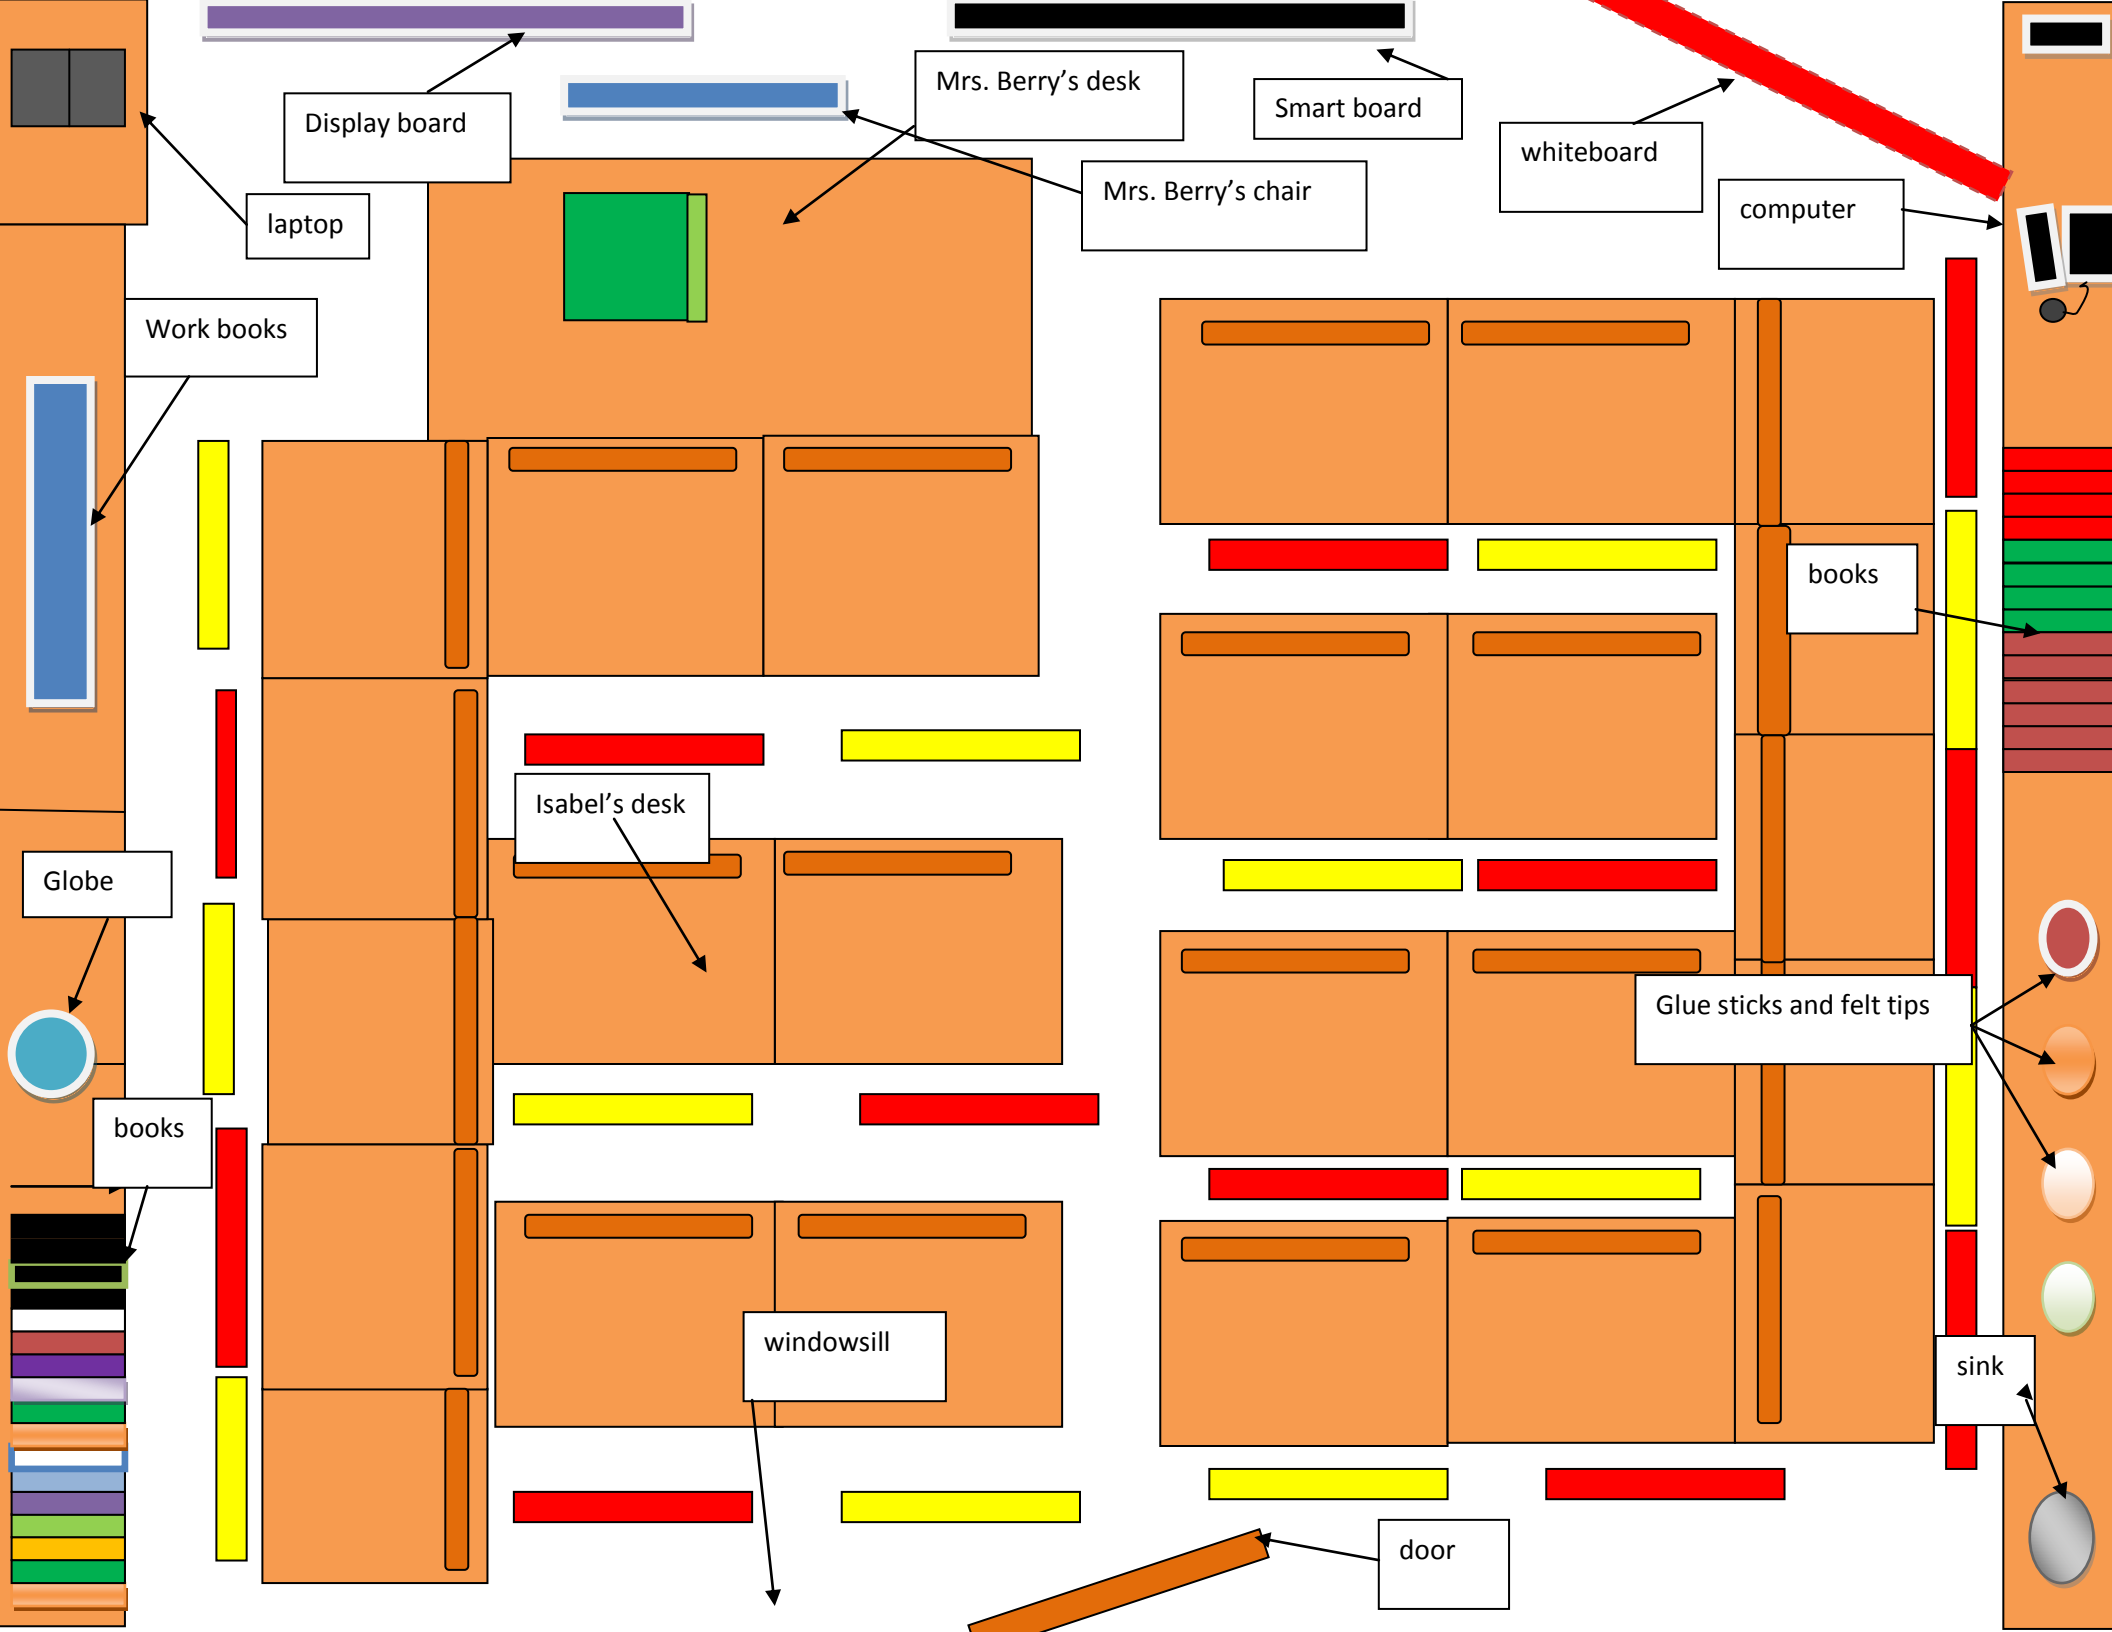 Mrs. Berry’s desk
Smart board
Display board
whiteboard
Mrs. Berry’s chair
computer
laptop
Work books
books
Isabel’s desk
Globe
Glue sticks and felt tips
books
windowsill
sink
door